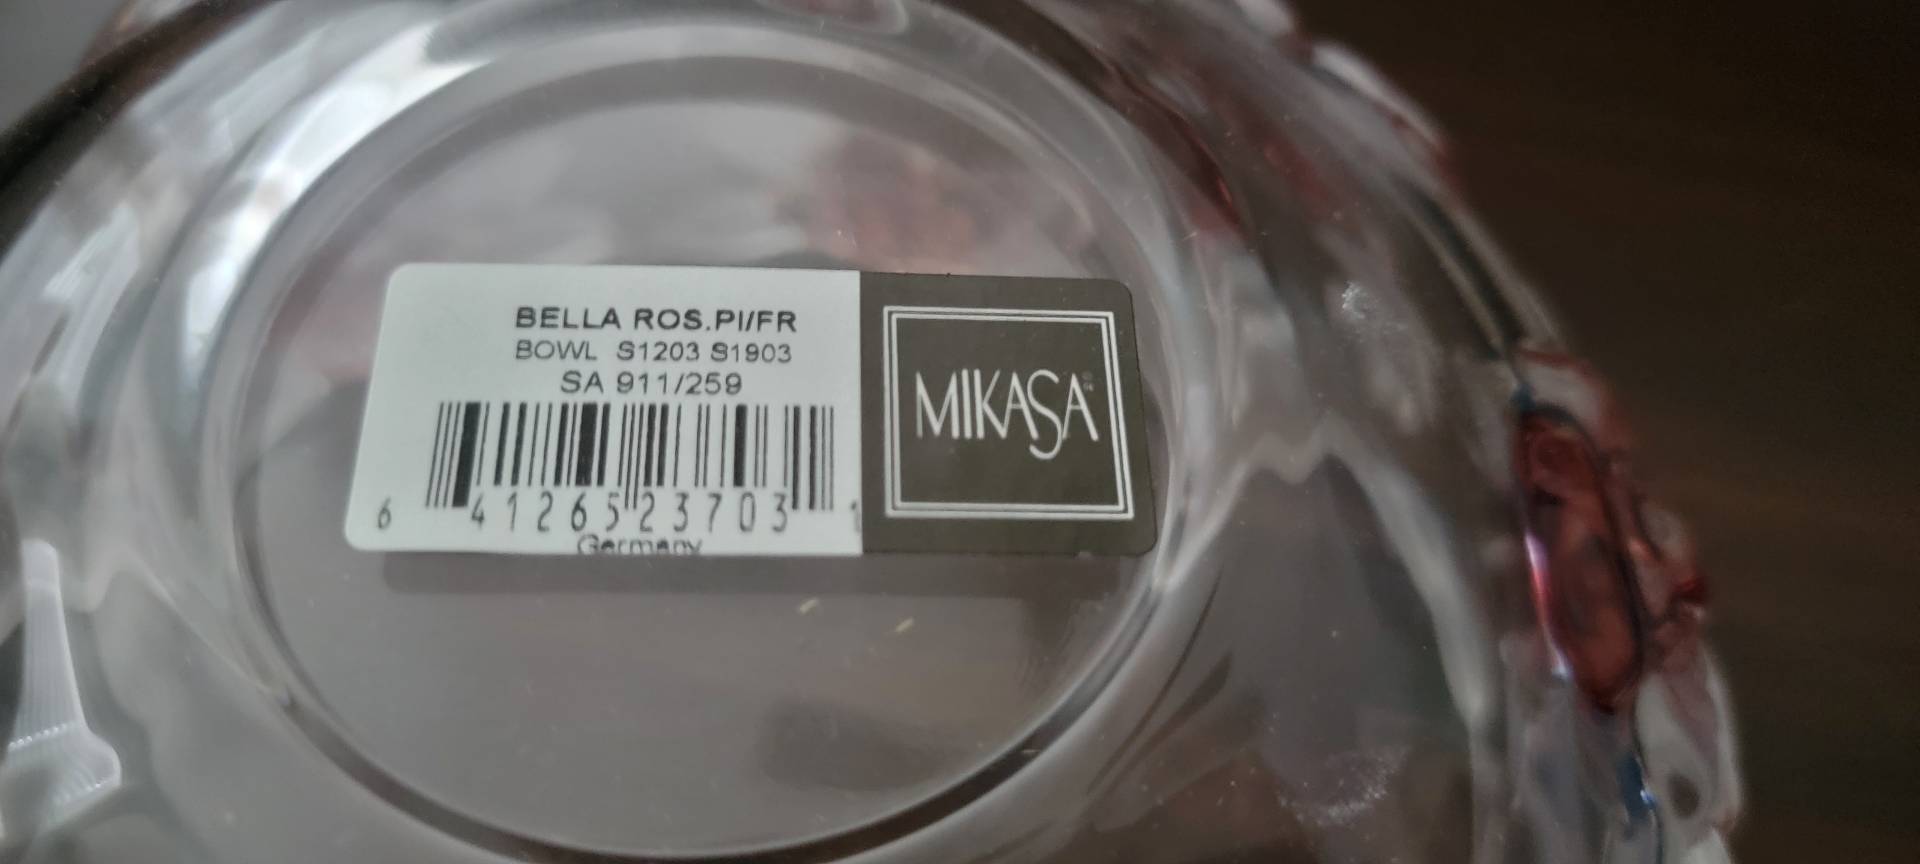 BELLA ROS.PI/FR
BOWL S1203 S1903
SA 911/259
6 41265 23703 1
Germany
MIKASA®